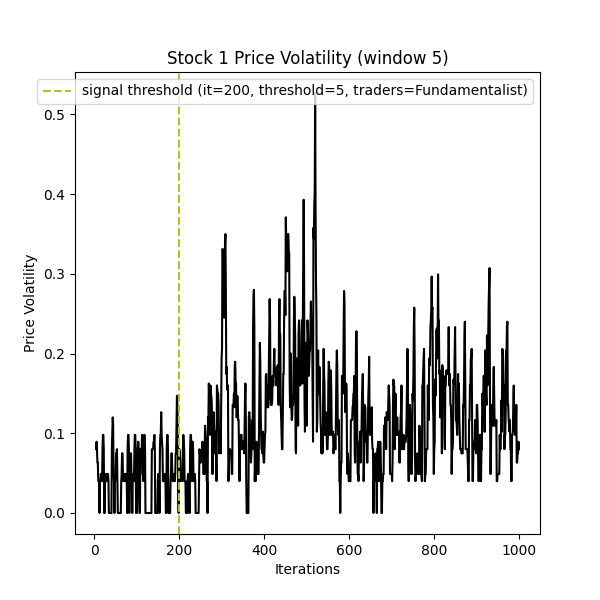 Stock 1 Price Volatility (window 5)
signal threshold (it=200, threshold=5, traders=Fundamentalist)
0.5
0.4
0.3
0.2
0.1
0.0
Price Volatility
0 200 400 600 800 1000
Iterations